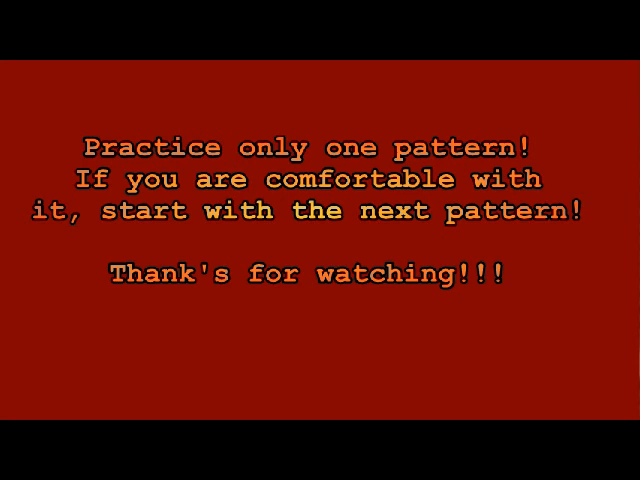 Practice only one pattern!
If you are comfortable with
it, start with the next pattern!
Thank's for watching!!!